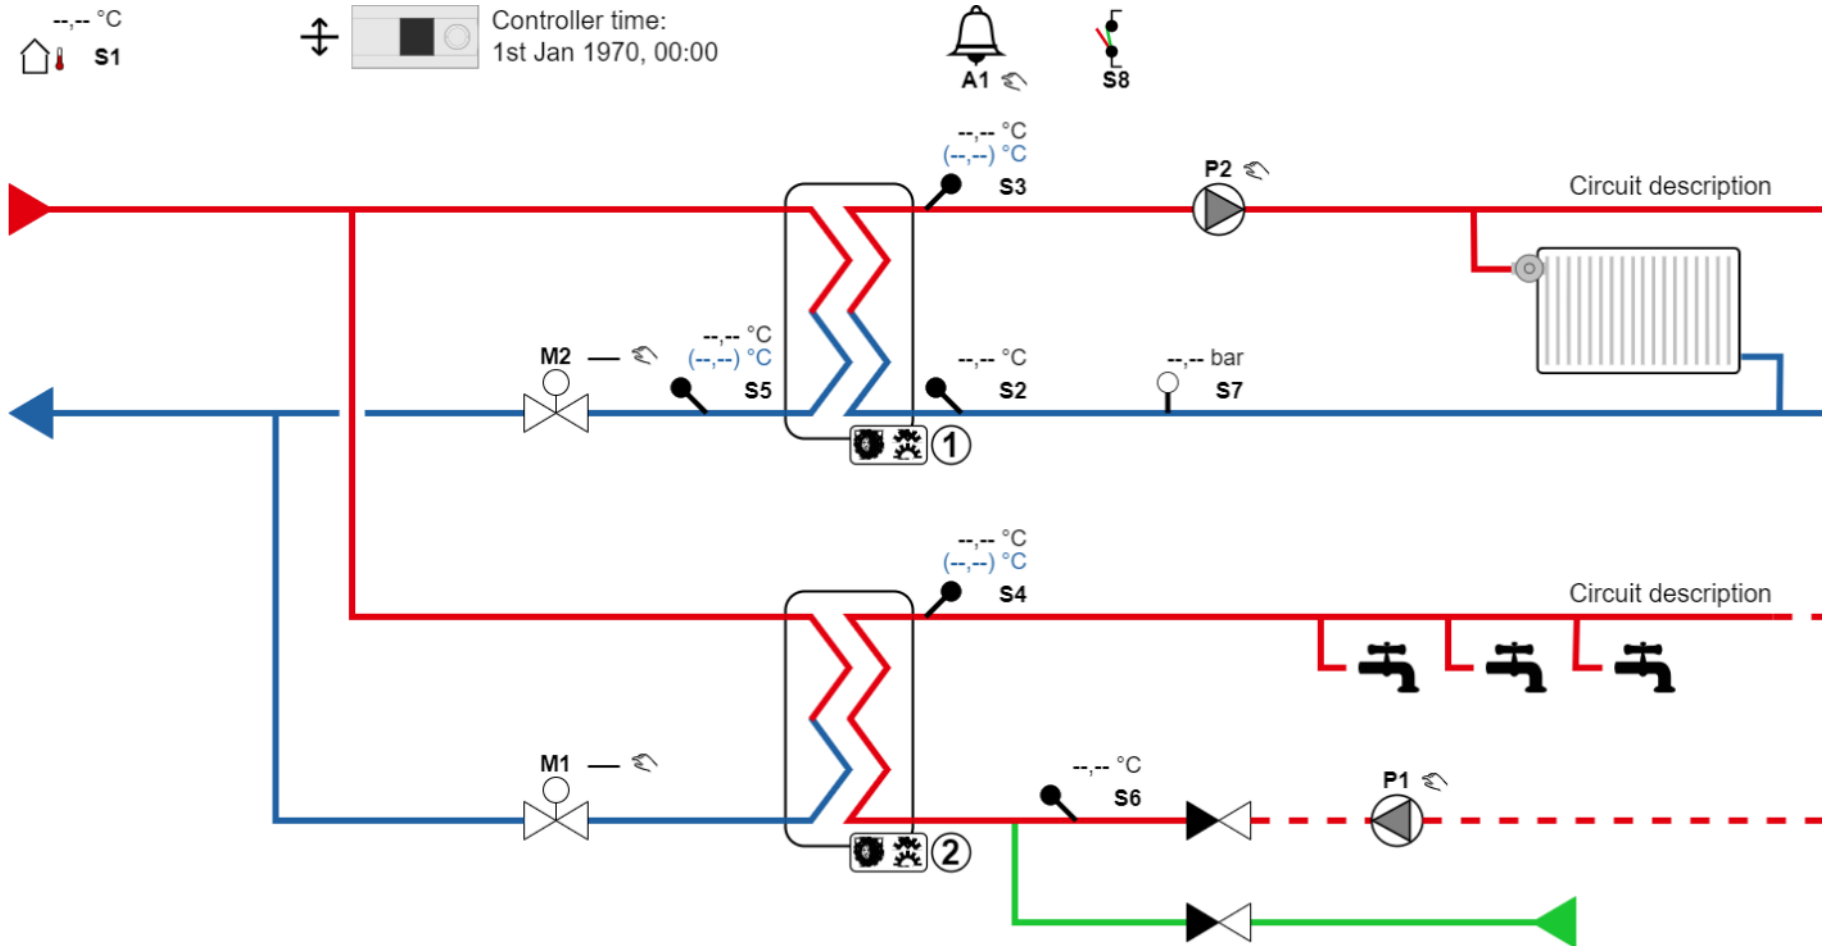 --,-- °C
S1
Controller time:
1st Jan 1970, 00:00
A1
S8
--,-- °C
(--,--) °C
S3
P2
Circuit description
--,-- °C
(--,--) °C
S5
M2
--,-- °C
S2
--,-- bar
S7
1
--,-- °C
(--,--) °C
S4
Circuit description
M1
--,-- °C
S6
P1
2